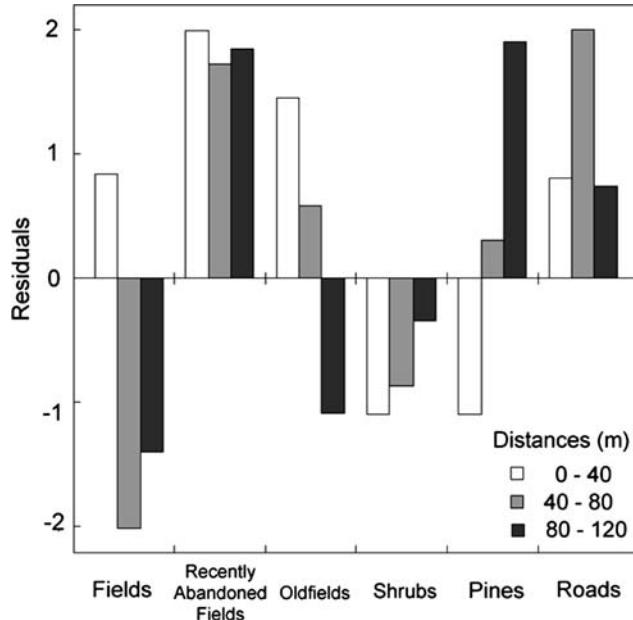 2
1
0
-1
-2
Residuals
Distances (m)
0 - 40
40 - 80
80 - 120
Fields
Recently
Abandoned
Fields
Oldfields
Shrubs
Pines
Roads